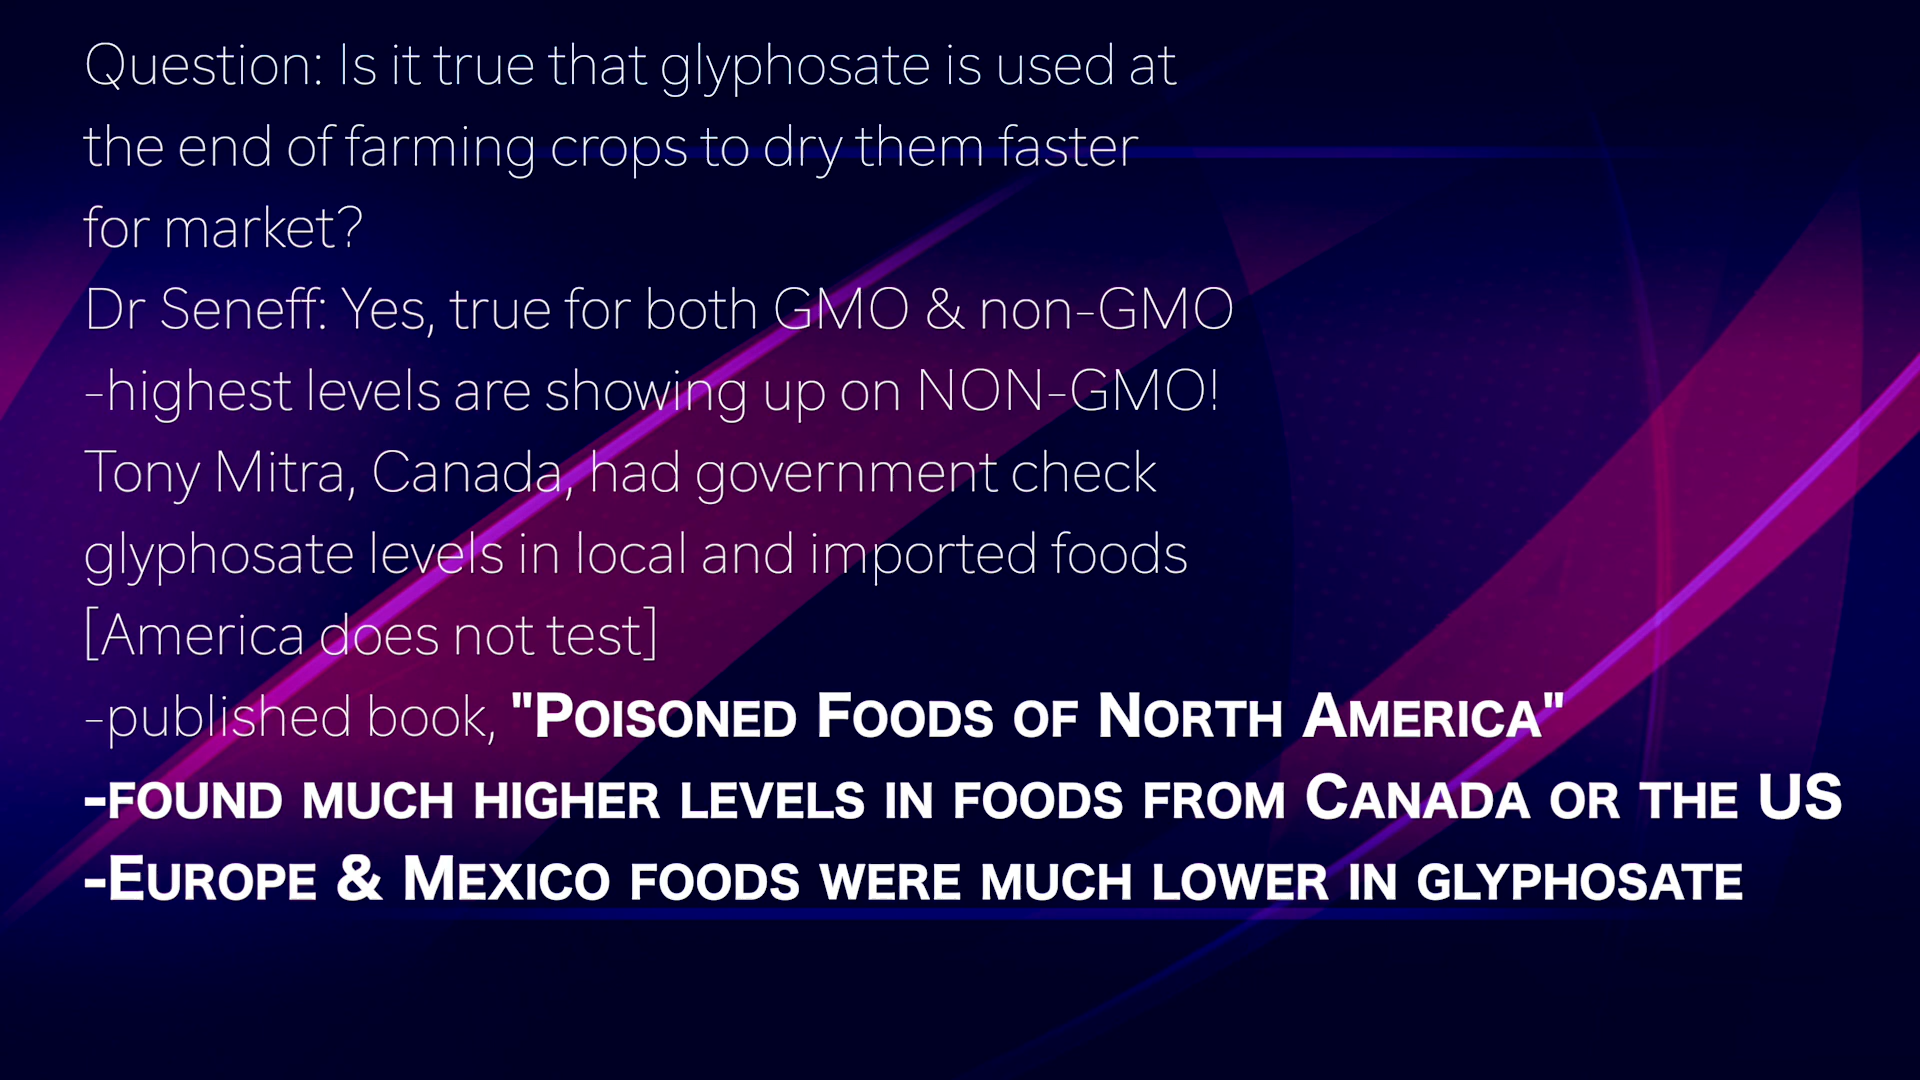 Question: Is it true that glyphosate is used at
the end of farming crops to dry them faster
for market?
Dr Seneff: Yes, true for both GMO & non-GMO
-highest levels are showing up on NON-GMO!
Tony Mitra, Canada, had government check
glyphosate levels in local and imported foods
[America does not test]
-published book, "Poisoned Foods of North America"
-found much higher levels in foods from Canada or the US
-Europe & Mexico foods were much lower in glyphosate